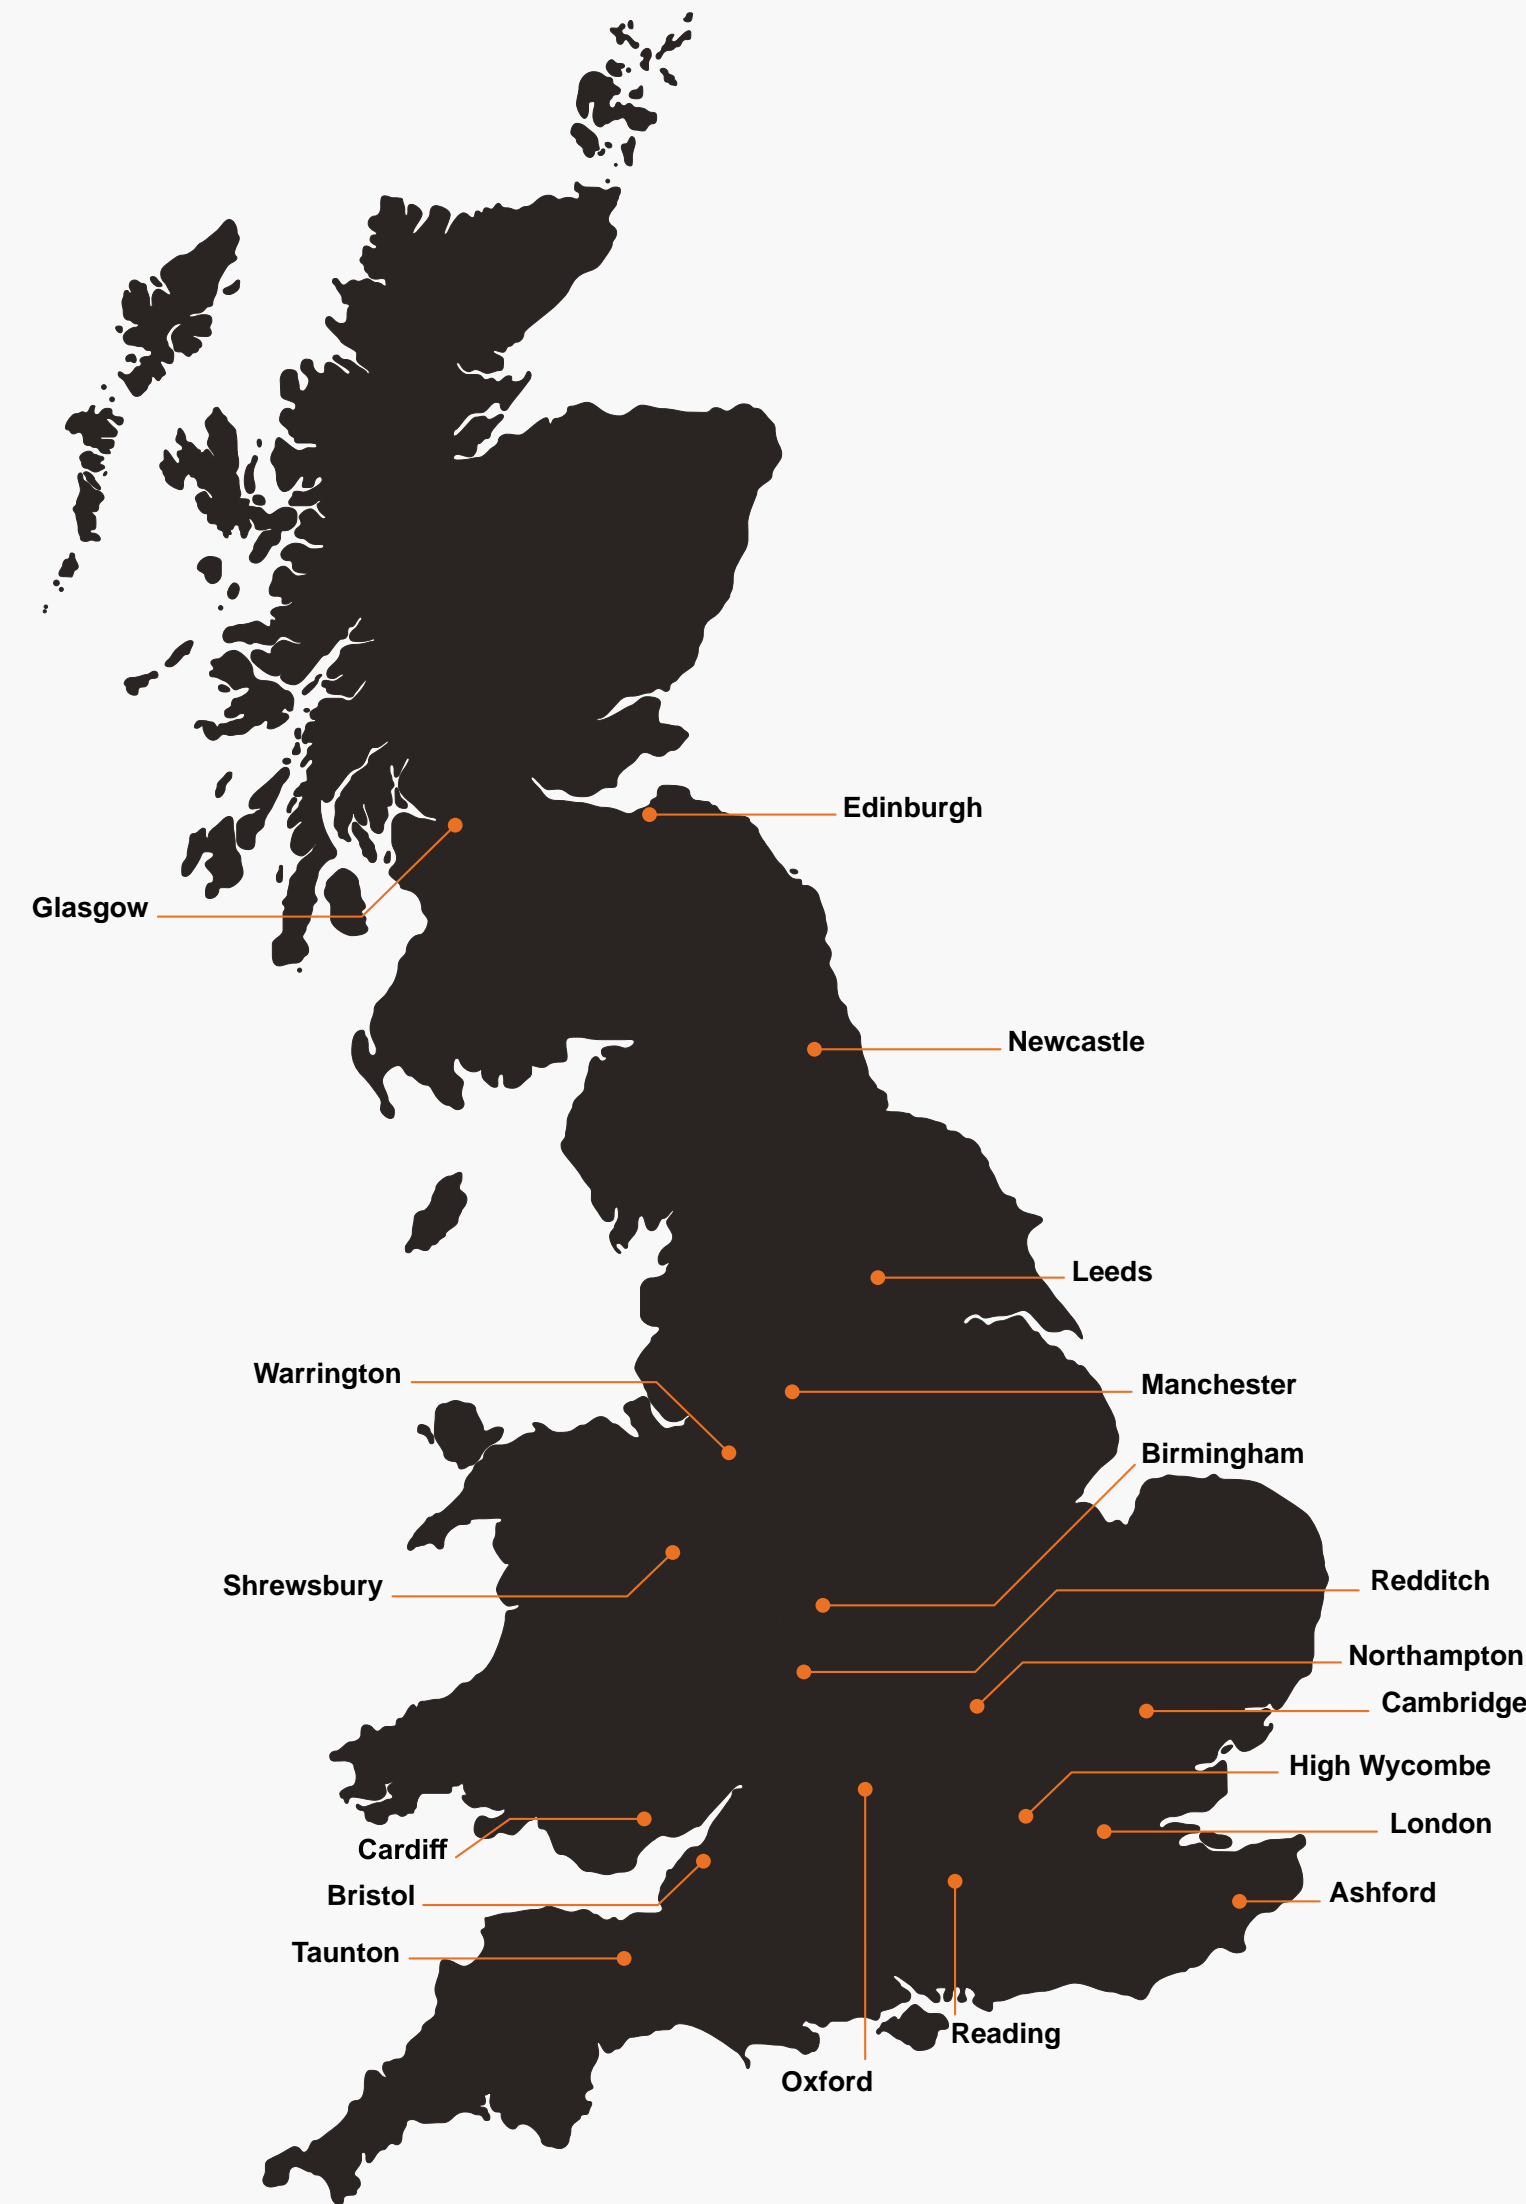 Edinburgh
Glasgow
Newcastle
Leeds
Warrington
Manchester
Birmingham
Redditch
Shrewsbury
Northampton
Cambridge
High Wycombe
London
Cardiff
Ashford
Bristol
Taunton
Reading
Oxford